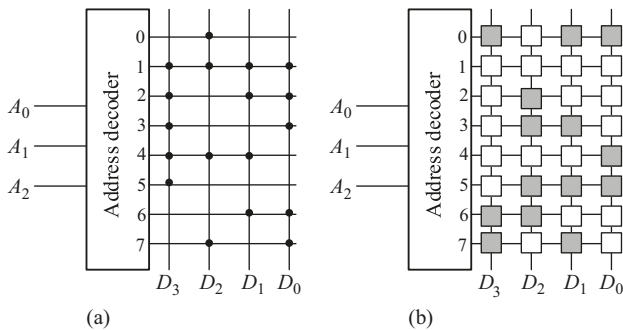 Address decoder
0
1
2
3
4
5
6
7
A₀
A₁
A₂
D₃ D₂ D₁ D₀
(a)
Address decoder
0
1
2
3
4
5
6
7
A₀
A₁
A₂
D₃ D₂ D₁ D₀
(b)